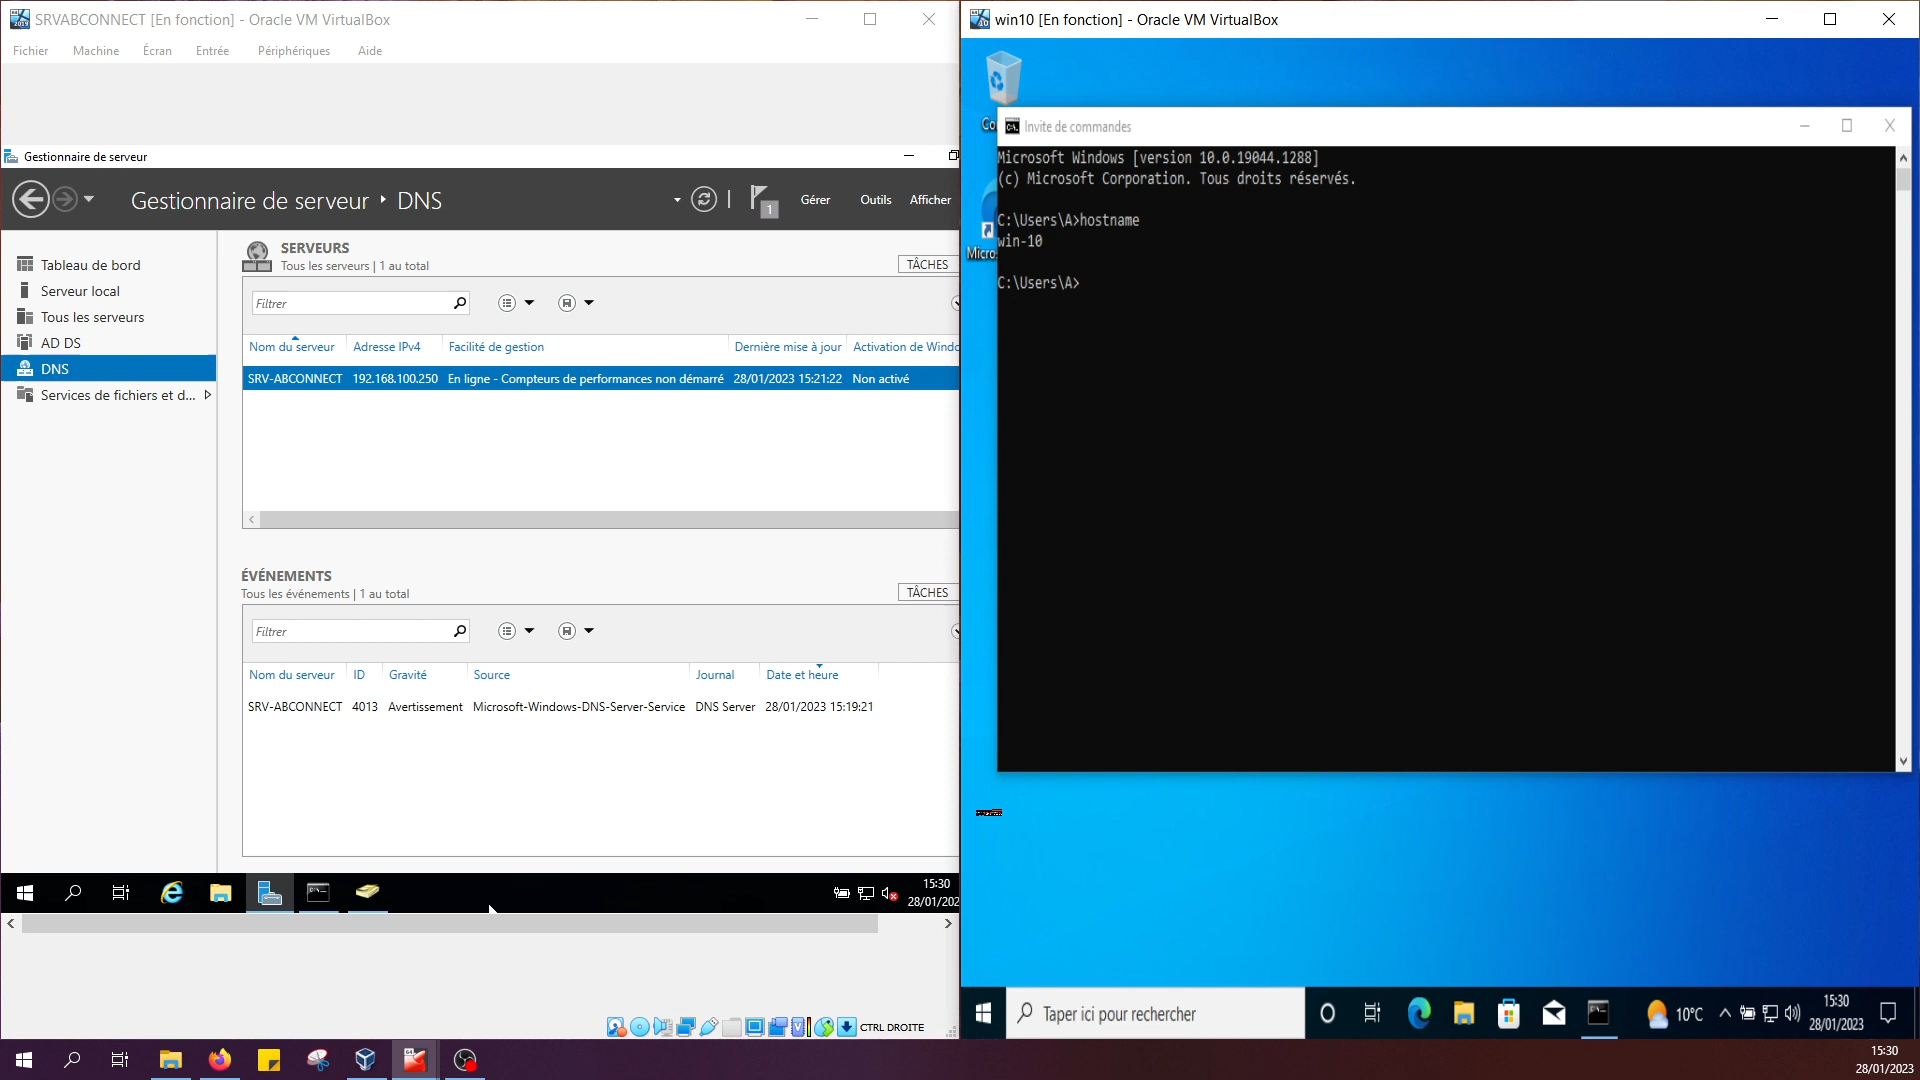 SRVABCONNECT [En fonction] - Oracle VM VirtualBox
Fichier Machine Écran Entrée Périphériques Aide
Gestionnaire de serveur
Gestionnaire de serveur DNS
1
Gérer Outils Afficher
Tableau de bord
Serveur local
Tous les serveurs
AD DS
DNS
Services de fichiers et d...
SERVEURS
Tous les serveurs | 1 au total
TÂCHES
Filtrer
Nom du serveur Adresse IPv4 Facilité de gestion Dernière mise à jour Activation de Windo
SRV-ABCONNECT 192.168.100.250 En ligne - Compteurs de performances non démarré 28/01/2023 15:21:22 Non activé
ÉVÉNEMENTS
Tous les événements | 1 au total
TÂCHES
Filtrer
Nom du serveur ID Gravité Source Journal Date et heure
SRV-ABCONNECT 4013 Avertissement Microsoft-Windows-DNS-Server-Service DNS Server 28/01/2023 15:19:21
15:30
28/01/202
CTRL DROITE
win10 [En fonction] - Oracle VM VirtualBox
Co
Micros
Invite de commandes
Microsoft Windows [version 10.0.19044.1288]
(c) Microsoft Corporation. Tous droits réservés.
C:\Users\A>hostname
win-10
C:\Users\A>
Taper ici pour rechercher
10°C
15:30
28/01/2023
15:30
28/01/2023